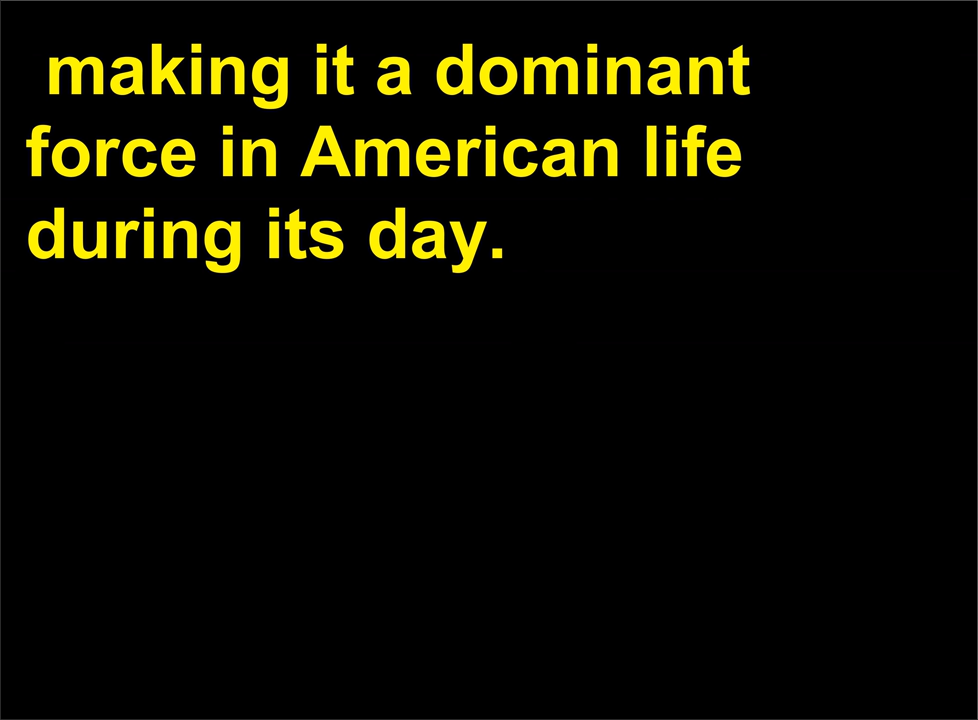 making it a dominant
force in American life
during its day.